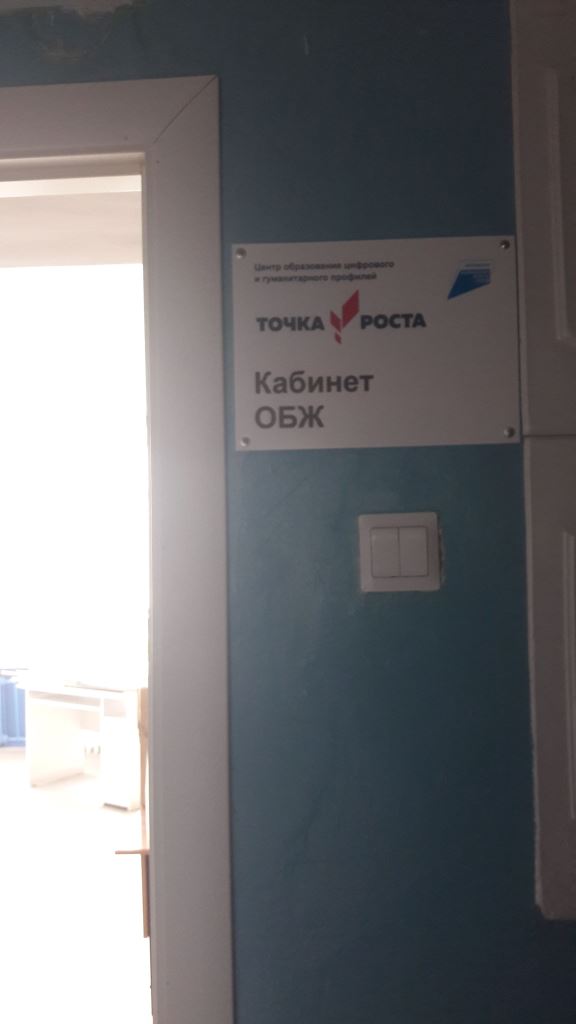 Центр образования цифрового
и гуманитарного профилей
ТОЧКА РОСТА
Кабинет
ОБЖ